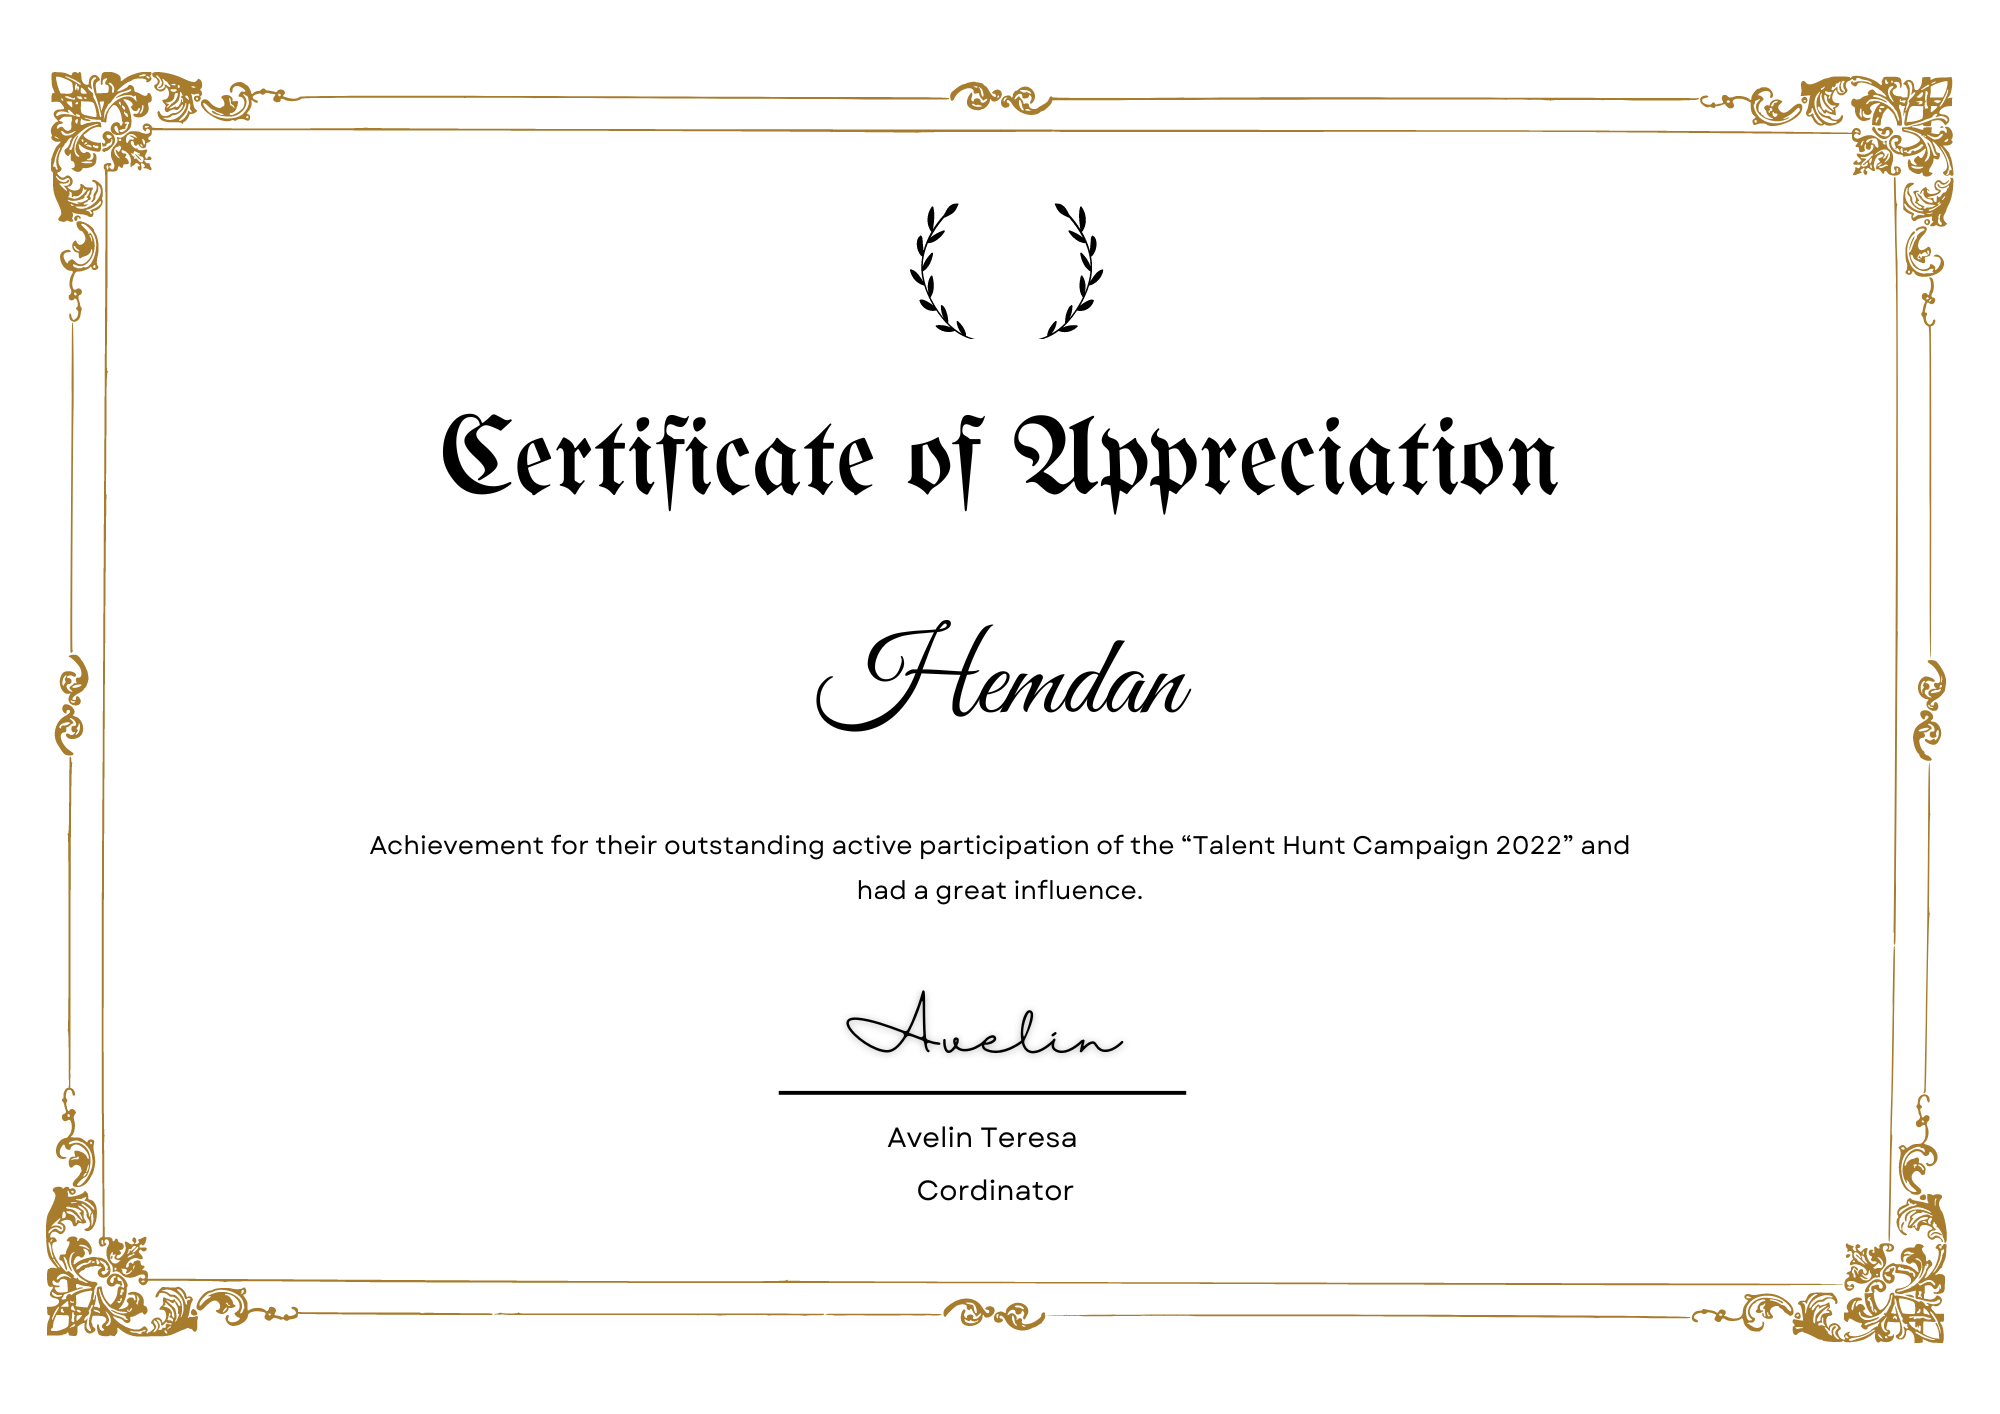 Certificate of Appreciation
Hemdan
Achievement for their outstanding active participation of the “Talent Hunt Campaign 2022” and
had a great influence.
Avelin
Avelin Teresa
Cordinator